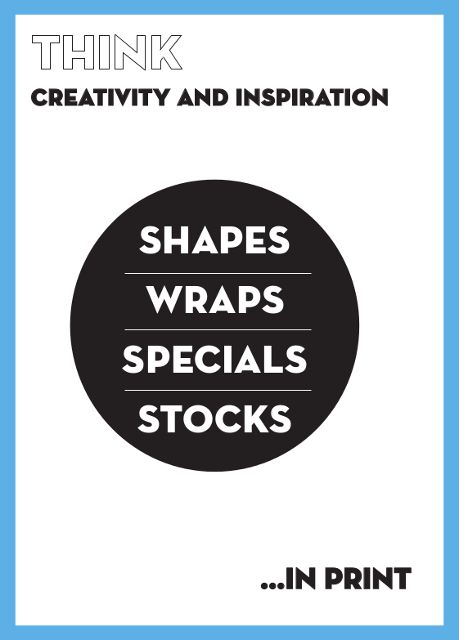 THINK
CREATIVITY AND INSPIRATION
SHAPES
WRAPS
SPECIALS
STOCKS
...IN PRINT